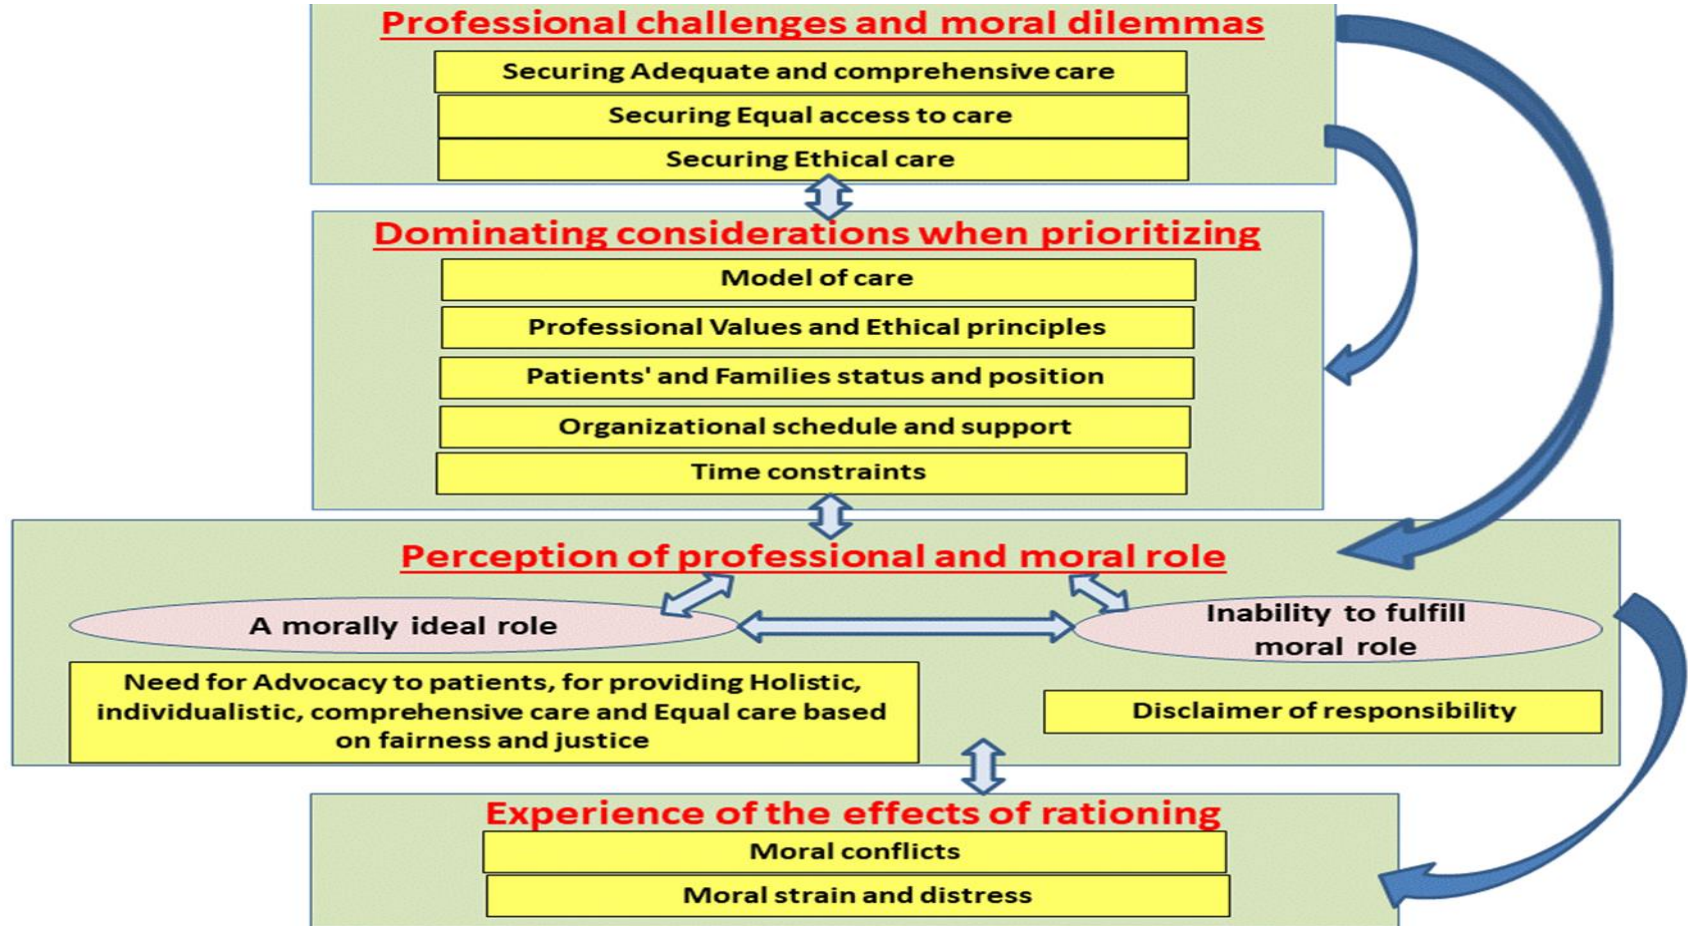 Professional challenges and moral dilemmas
Securing Adequate and comprehensive care
Securing Equal access to care
Securing Ethical care
Dominating considerations when prioritizing
Model of care
Professional Values and Ethical principles
Patients' and Families status and position
Organizational schedule and support
Time constraints
Perception of professional and moral role
A morally ideal role
Inability to fulfill
moral role
Need for Advocacy to patients, for providing Holistic,
individualistic, comprehensive care and Equal care based
on fairness and justice
Disclaimer of responsibility
Experience of the effects of rationing
Moral conflicts
Moral strain and distress